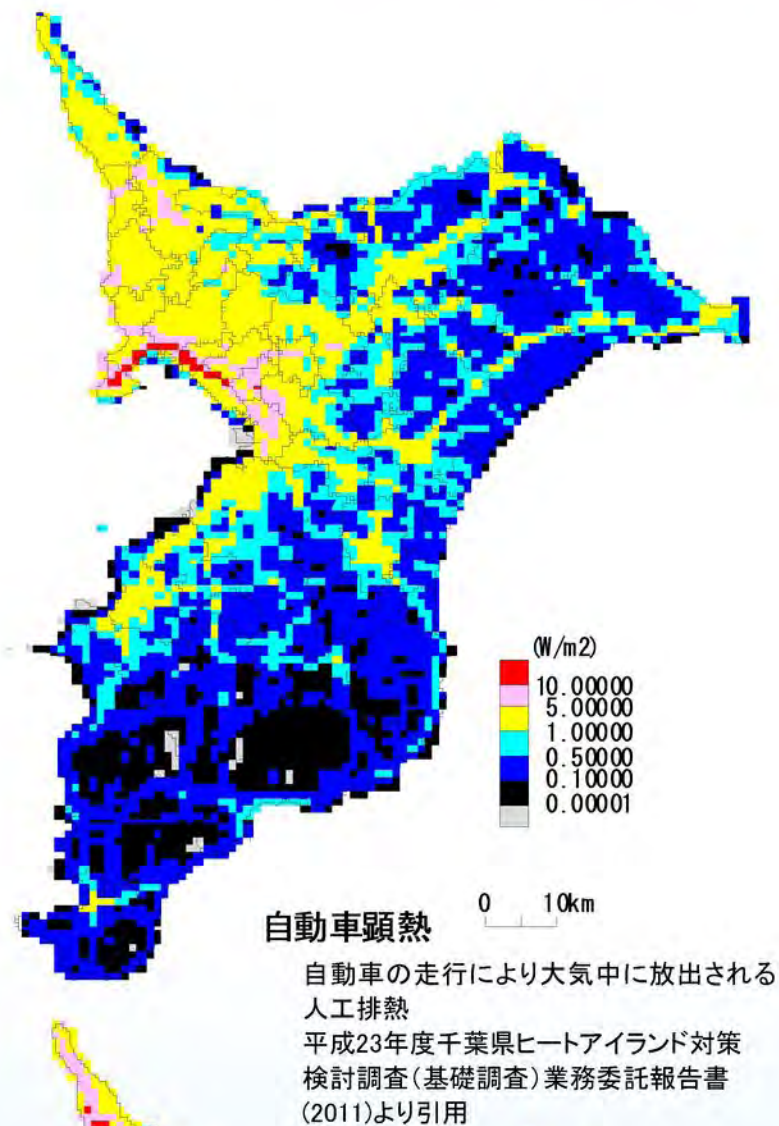 (W/m2)
10.00000
5.00000
1.00000
0.50000
0.10000
0.00001
0 10km
自動車顕熱
自動車の走行により大気中に放出される
人工排熱
平成23年度千葉県ヒートアイランド対策
検討調査(基礎調査)業務委託報告書
(2011)より引用